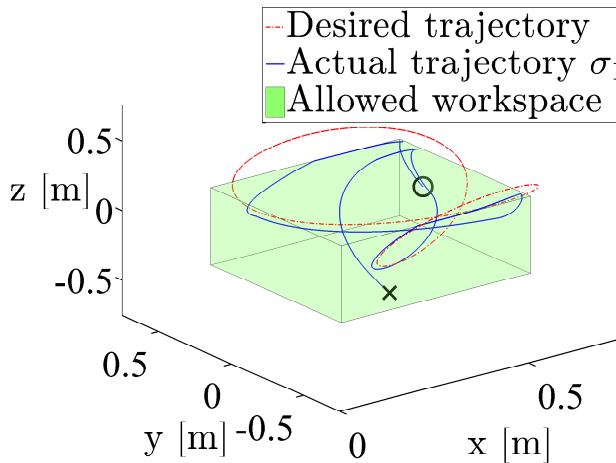 Desired trajectory
Actual trajectory σ
Allowed workspace
0.5
z [m]
0
-0.5
0.5
0
-0.5
y [m]
0
0.5
x [m]